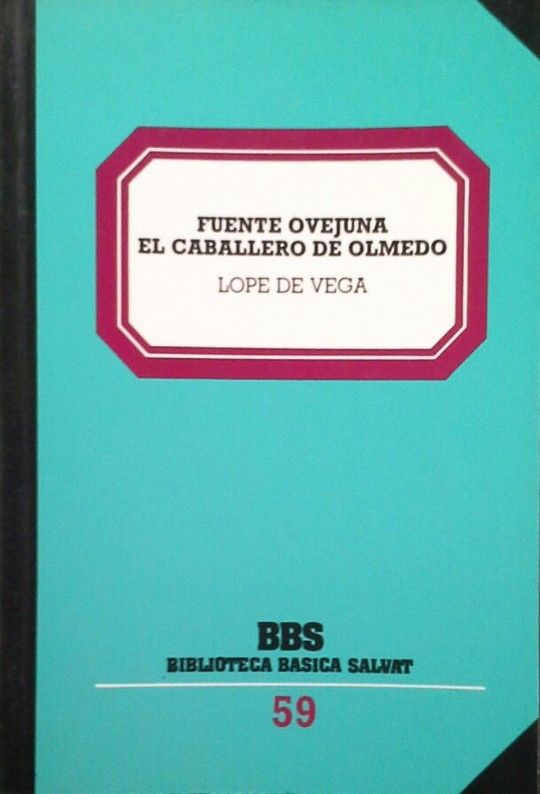 FUENTE OVEJUNA
EL CABALLERO DE OLMEDO
LOPE DE VEGA
BBS
BIBLIOTECA BASICA SALVAT
59